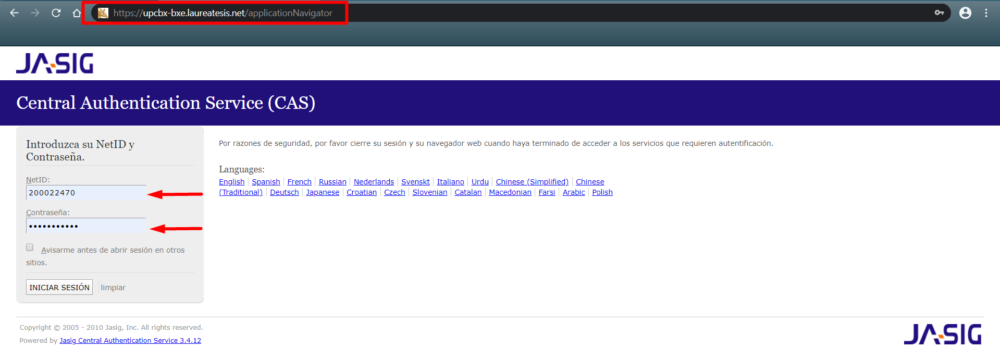 https://upcbx-bxe.laureatesis.net/applicationNavigator
JA-SIG
Central Authentication Service (CAS)
Introduzca su NetID y
Contraseña.
NetID:
200022470
Contraseña:
•••••••••••
Avisarme antes de abrir sesión en otros
sitios.
INICIAR SESIÓN limpiar
Por razones de seguridad, por favor cierre su sesión y su navegador web cuando haya terminado de acceder a los servicios que requieren autentificación.
Languages:
English Spanish French Russian Nederlands Svenskt Italiano Urdu Chinese (Simplified) Chinese
(Traditional) Deutsch Japanese Croatian Czech Slovenian Catalan Macedonian Farsi Arabic Polish
Copyright © 2005 - 2010 Jasig, Inc. All rights reserved.
Powered by Jasig Central Authentication Service 3.4.12
JA-SIG